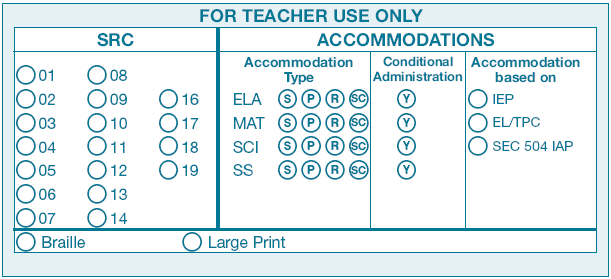 FOR TEACHER USE ONLY
SRC
01 08
02 09 16
03 10 17
04 11 18
05 12 19
06 13
07 14
ACCOMMODATIONS
Accommodation Type
Conditional Administration
Accommodation based on
ELA S P R SC Y
MAT S P R SC Y
SCI S P R SC Y
SS S P R SC Y
IEP
EL/TPC
SEC 504 IAP
Braille Large Print